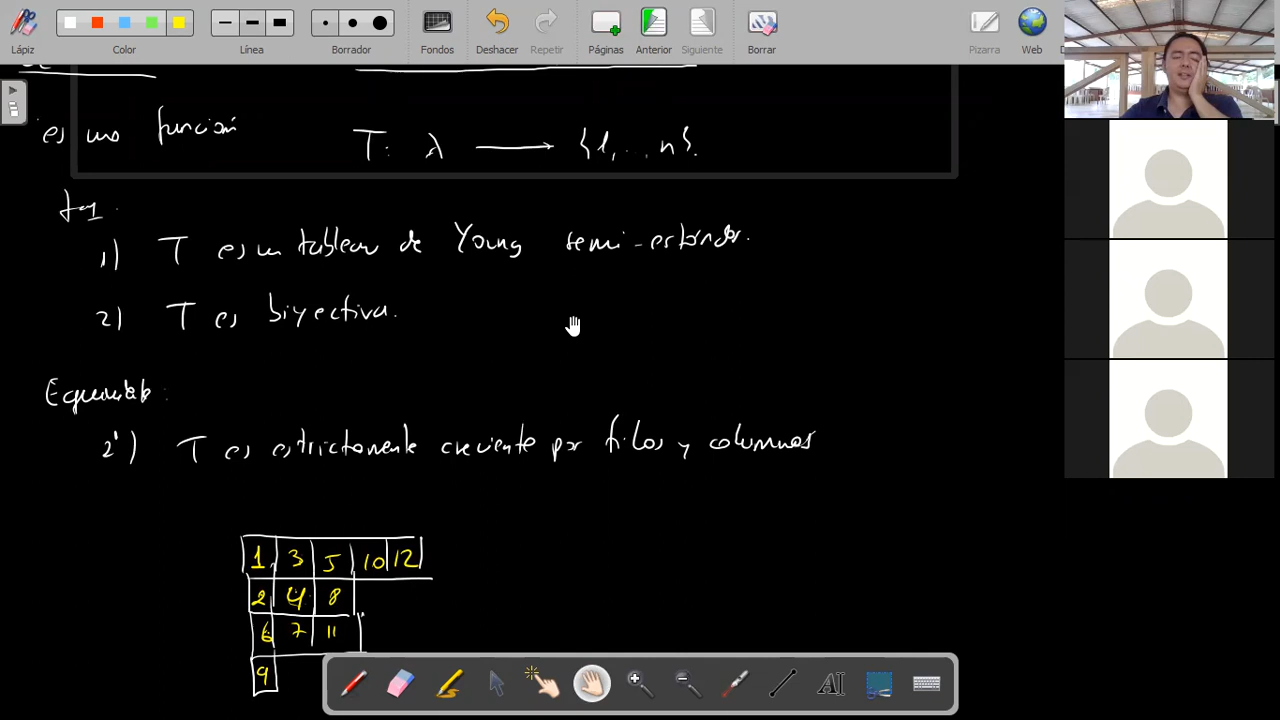 Lápiz Color Línea Borrador Fondos Deshacer Repetir Páginas Anterior Siguiente Borrar Pizarra Web
es una función T: λ → {1,...,n}.
1) T es un tableau de Young semi-estándar.
2) T es biyectiva.
2') T es estrictamente creciente por filas y columnas
1 3 5 10 12
2 4 8
6 7 11
9
AI